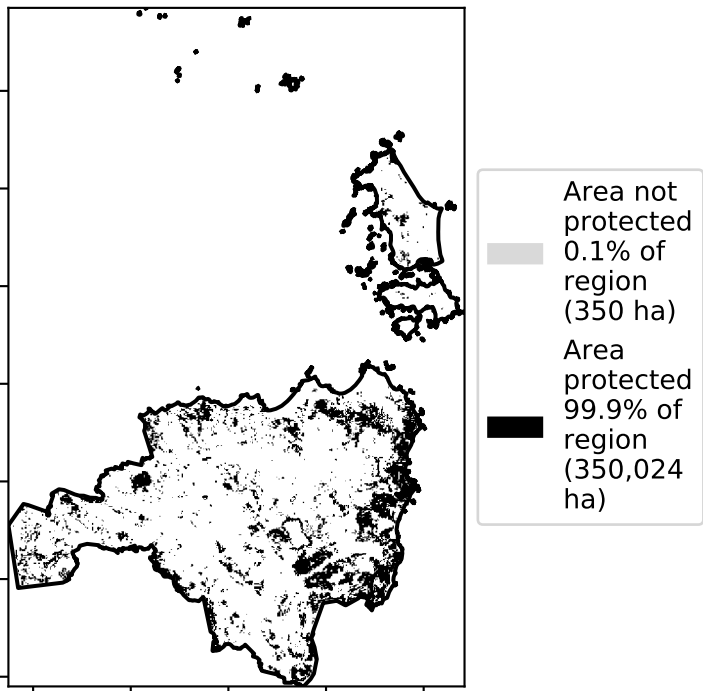 Area not
protected
0.1% of
region
(350 ha)
Area
protected
99.9% of
region
(350,024
ha)